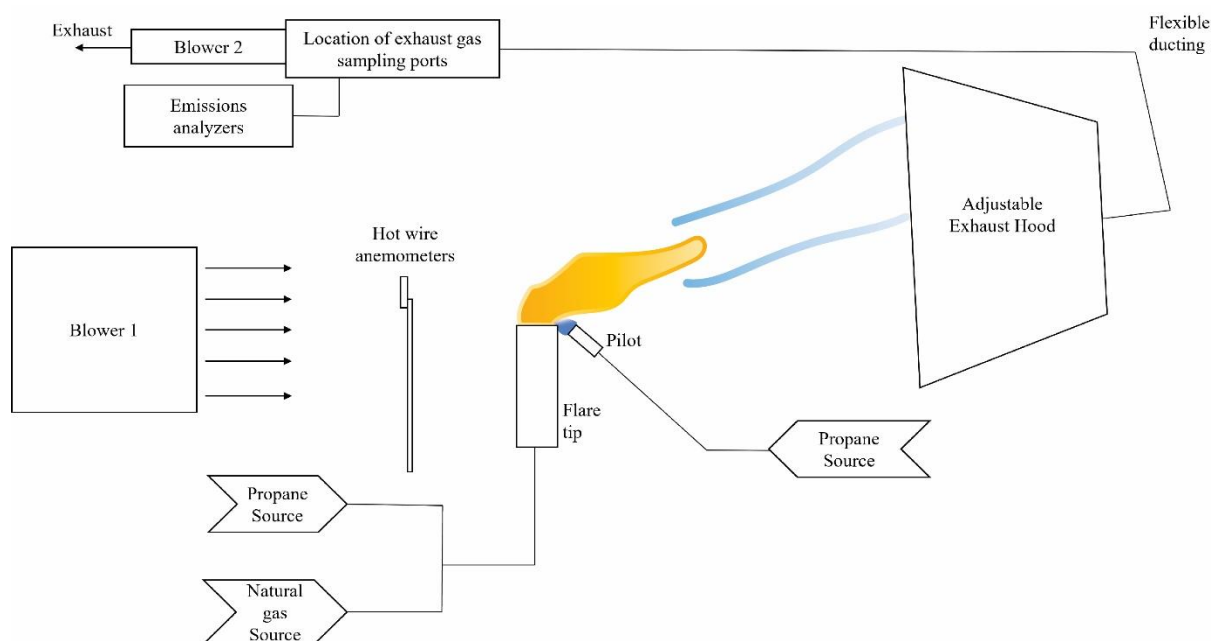 Exhaust
Blower 2
Location of exhaust gas
sampling ports
Flexible
ducting
Emissions
analyzers
Hot wire
anemometers
Adjustable
Exhaust Hood
Blower 1
Pilot
Flare
tip
Propane
Source
Propane
Source
Natural
gas
Source